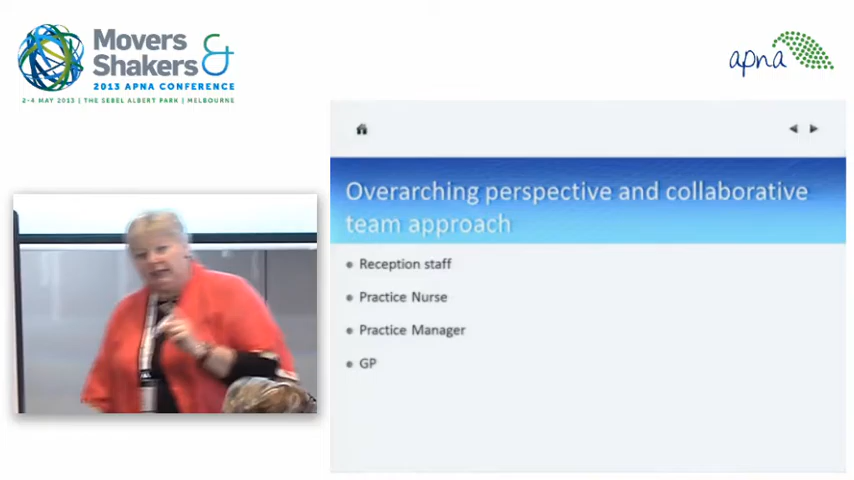 Movers
Shakers &
2013 APNA CONFERENCE
2-4 MAY 2013 | THE SEBEL ALBERT PARK | MELBOURNE
apna
Overarching perspective and collaborative
team approach
Reception staff
Practice Nurse
Practice Manager
GP